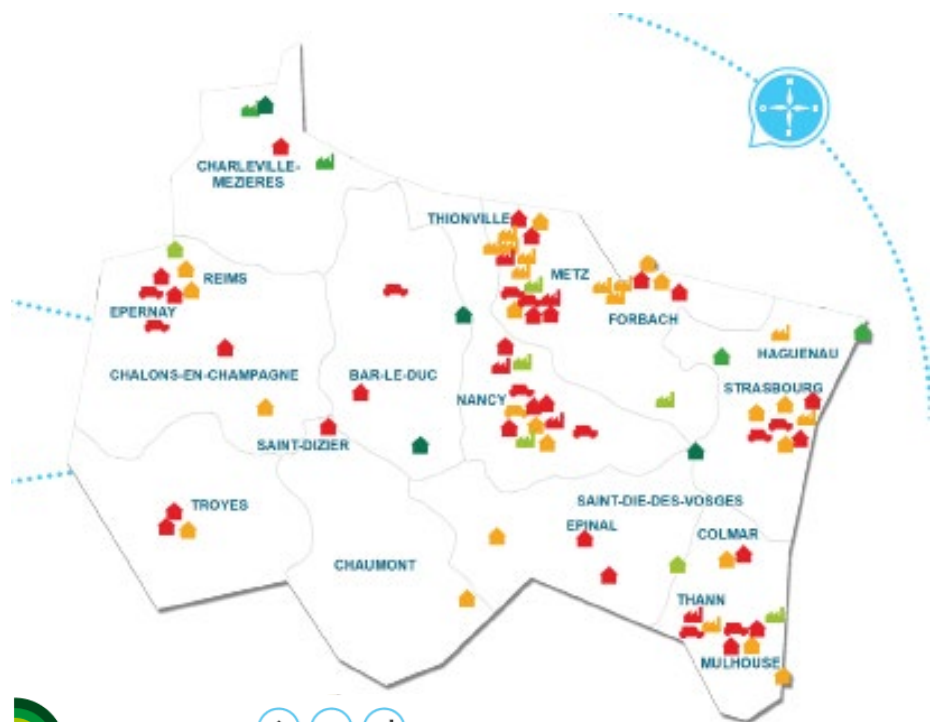 CHARLEVILLE-
MEZIERES
THIONVILLE
REIMS
METZ
EPERNAY
FORBACH
HAGUENAU
CHALONS-EN-CHAMPAGNE
BAR-LE-DUC
STRASBOURG
NANCY
SAINT-DIZIER
SAINT-DIE-DES-VOSGES
TROYES
EPINAL
COLMAR
CHAUMONT
THANN
MULHOUSE